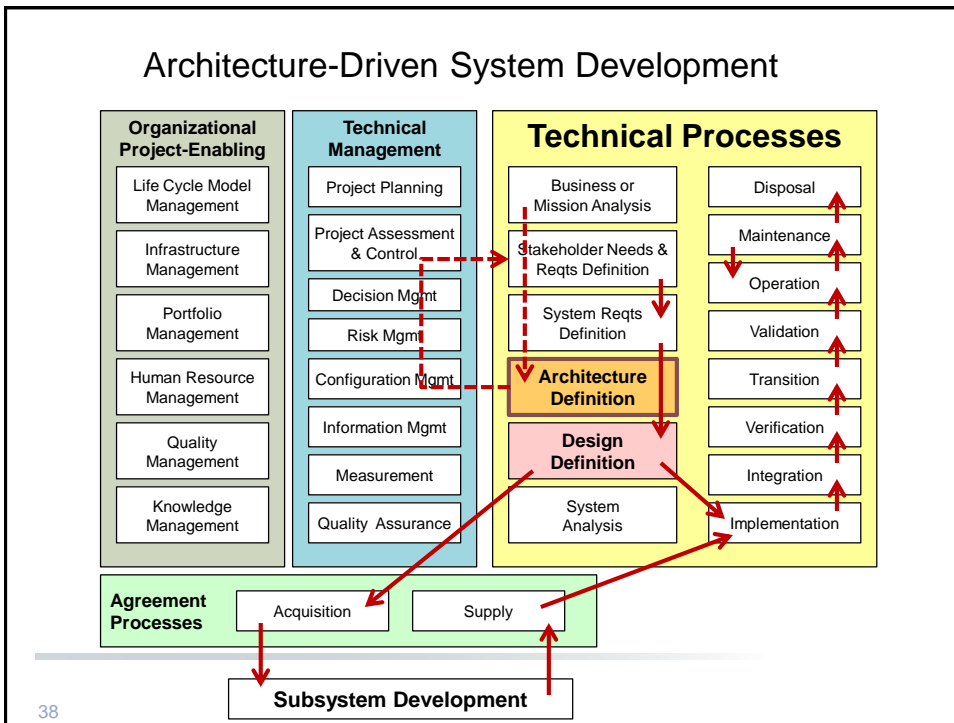 Architecture-Driven System Development
Organizational
Project-Enabling
Life Cycle Model
Management
Infrastructure
Management
Portfolio
Management
Human Resource
Management
Quality
Management
Knowledge
Management
Technical
Management
Project Planning
Project Assessment
& Control
Decision Mgmt
Risk Mgmt
Configuration Mgmt
Information Mgmt
Measurement
Quality Assurance
Technical Processes
Business or
Mission Analysis
Stakeholder Needs &
Reqts Definition
System Reqts
Definition
Architecture
Definition
Design
Definition
System
Analysis
Disposal
Maintenance
Operation
Validation
Transition
Verification
Integration
Implementation
Agreement
Processes
Acquisition
Supply
Subsystem Development
38